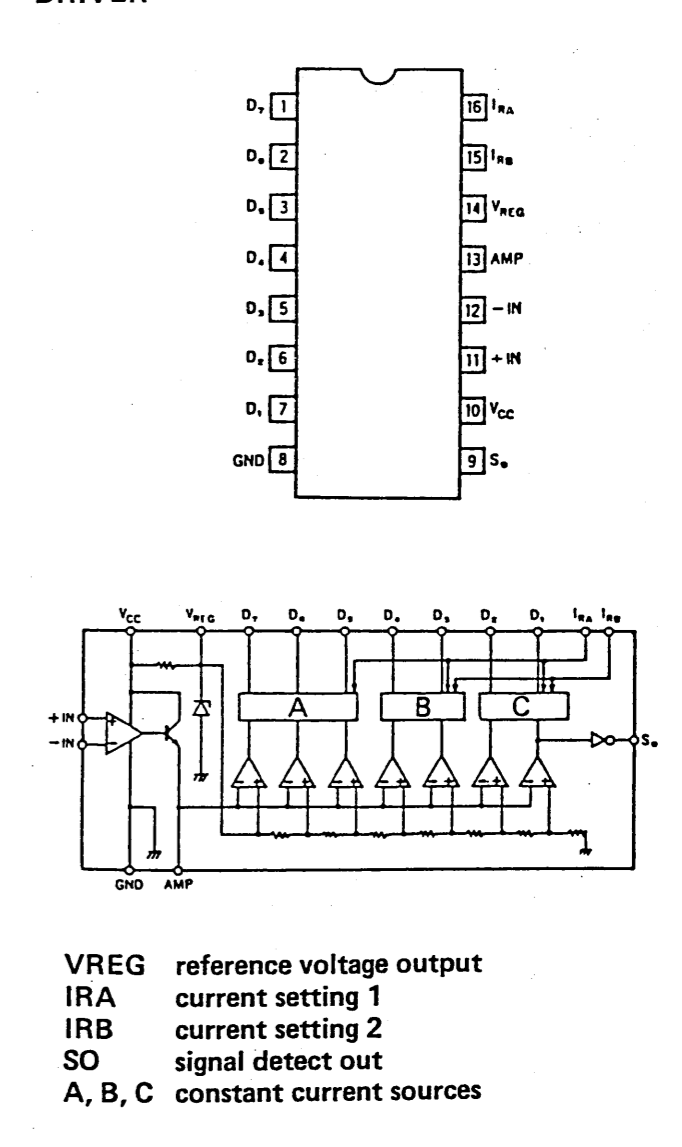 D₇ 1 16 IRA
D₆ 2 15 IRB
D₅ 3 14 VREG
D₄ 4 13 AMP
D₃ 5 12 −IN
D₂ 6 11 +IN
D₁ 7 10 VCC
GND 8 9 S₀
VCC VREG D₇ D₆ D₅ D₄ D₃ D₂ D₁ IRA IRB
A B C
+IN + −
−IN
S₀
− + − + − + − + − + − + − +
GND AMP
VREG reference voltage output
IRA current setting 1
IRB current setting 2
SO signal detect out
A, B, C constant current sources